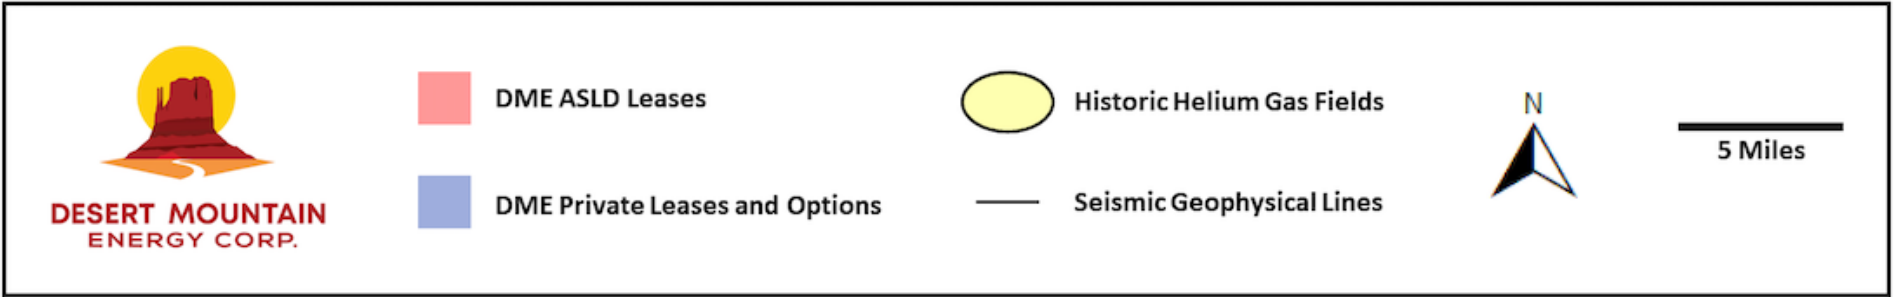 DESERT MOUNTAIN
ENERGY CORP.
DME ASLD Leases
DME Private Leases and Options
Historic Helium Gas Fields
Seismic Geophysical Lines
N
5 Miles